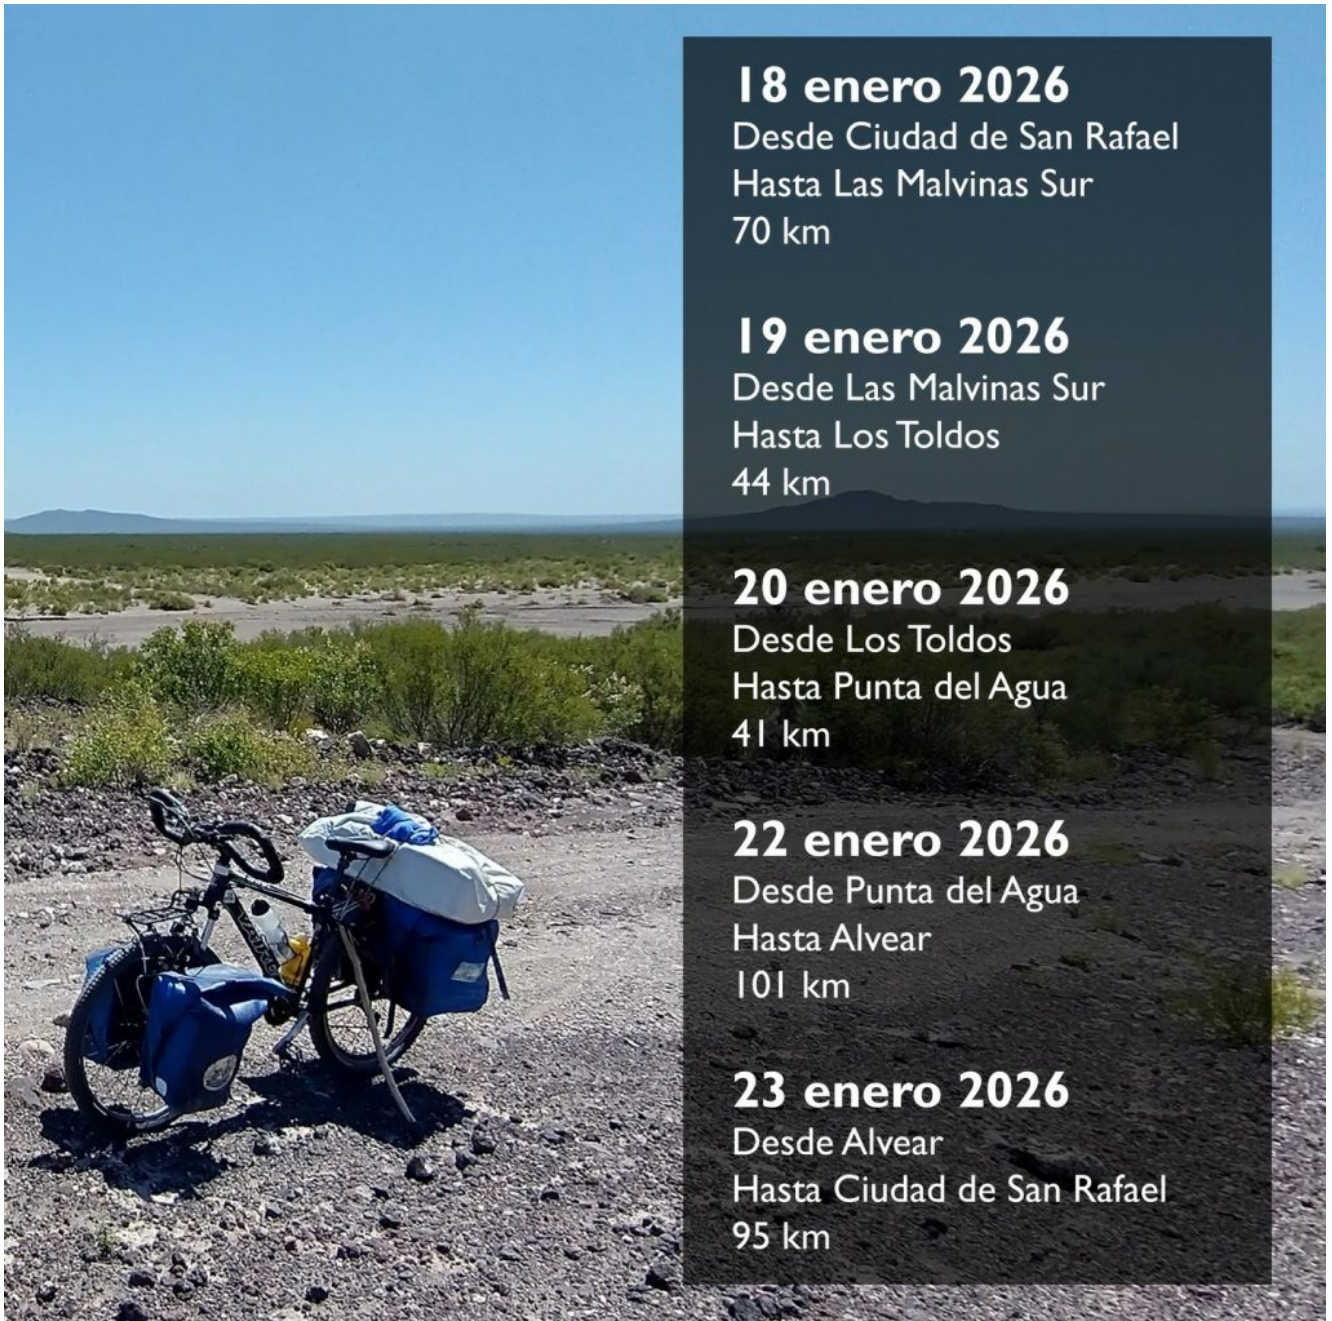 18 enero 2026
Desde Ciudad de San Rafael
Hasta Las Malvinas Sur
70 km
19 enero 2026
Desde Las Malvinas Sur
Hasta Los Toldos
44 km
20 enero 2026
Desde Los Toldos
Hasta Punta del Agua
41 km
22 enero 2026
Desde Punta del Agua
Hasta Alvear
101 km
23 enero 2026
Desde Alvear
Hasta Ciudad de San Rafael
95 km